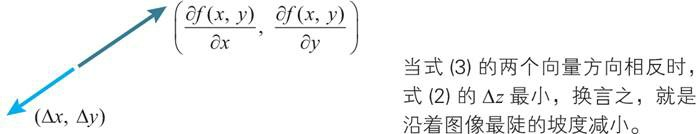 (∂f(x, y)/∂x, ∂f(x, y)/∂y)
(Δx, Δy)
当式 (3) 的两个向量方向相反时，
式 (2) 的 Δz 最小，换言之，就是
沿着图像最陡的坡度减小。